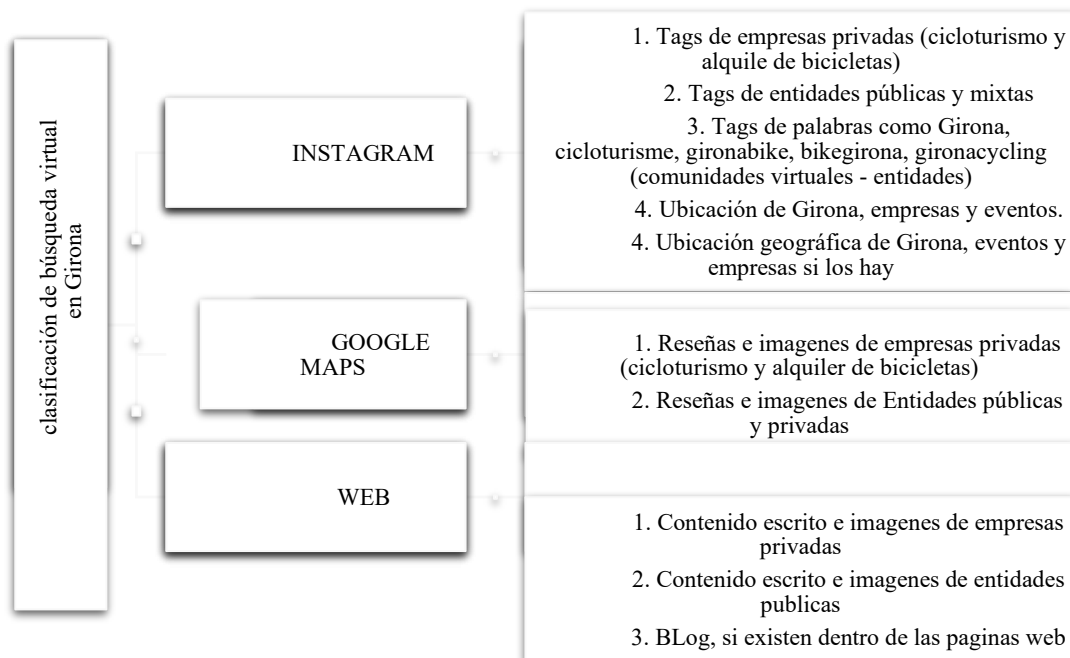 clasificación de búsqueda virtual
en Girona
INSTAGRAM
1. Tags de empresas privadas (cicloturismo y
alquile de bicicletas)
2. Tags de entidades públicas y mixtas
3. Tags de palabras como Girona,
cicloturisme, gironabike, bikegirona, gironacycling
(comunidades virtuales - entidades)
4. Ubicación de Girona, empresas y eventos.
4. Ubicación geográfica de Girona, eventos y
empresas si los hay
GOOGLE
MAPS
1. Reseñas e imagenes de empresas privadas
(cicloturismo y alquiler de bicicletas)
2. Reseñas e imagenes de Entidades públicas
y privadas
WEB
1. Contenido escrito e imagenes de empresas
privadas
2. Contenido escrito e imagenes de entidades
publicas
3. BLog, si existen dentro de las paginas web